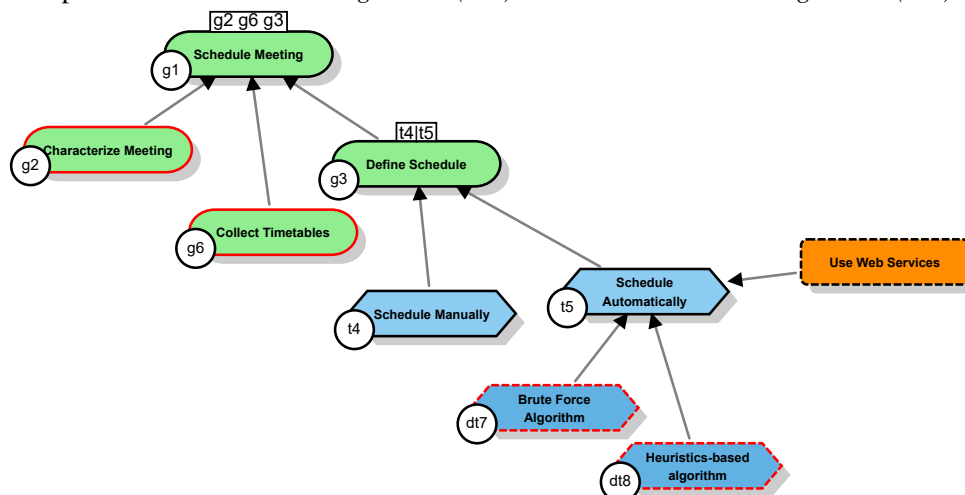 g2 g6 g3
Schedule Meeting
g1
t4|t5
Characterize Meeting
g2
Define Schedule
g3
Collect Timetables
g6
Use Web Services
Schedule
Automatically
t5
Schedule Manually
t4
Brute Force
Algorithm
dt7
Heuristics-based
algorithm
dt8